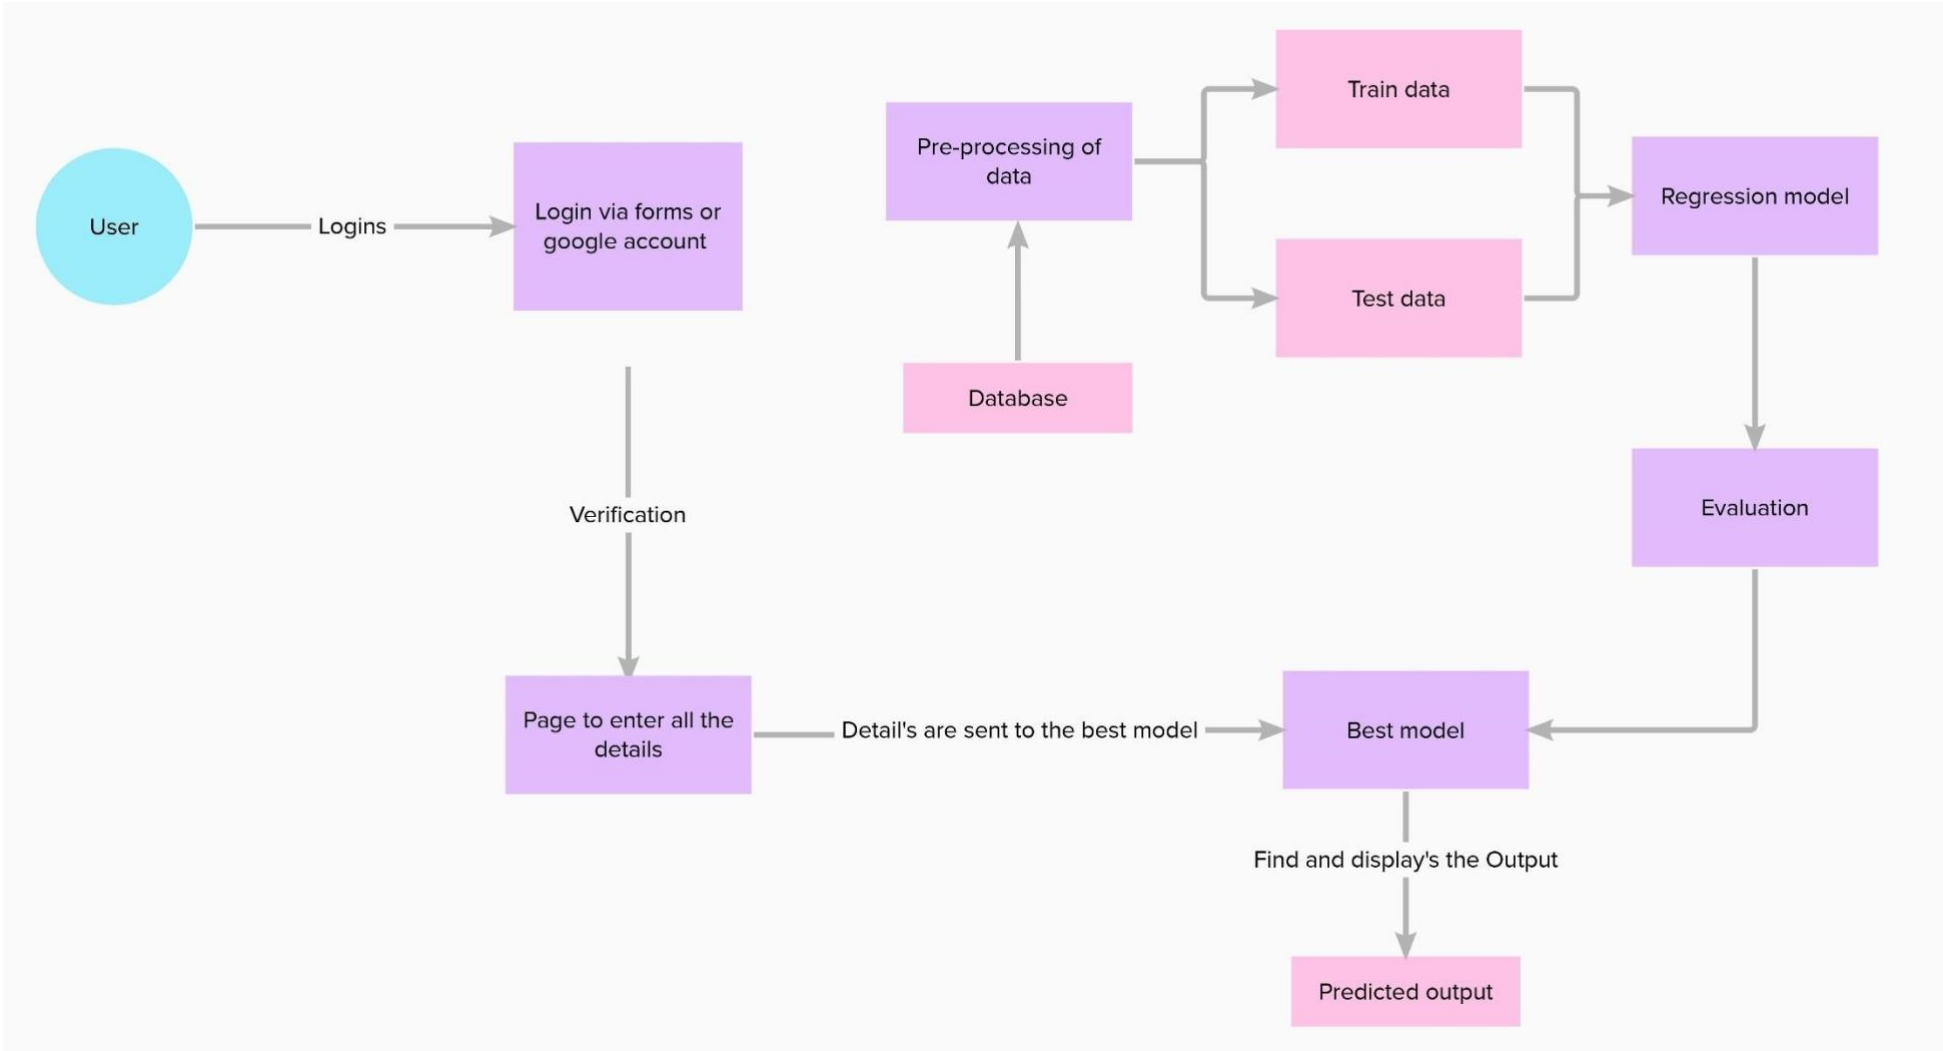 User
Logins
Login via forms or
google account
Verification
Page to enter all the
details
Detail's are sent to the best model
Database
Pre-processing of
data
Train data
Test data
Regression model
Evaluation
Best model
Find and display's the Output
Predicted output